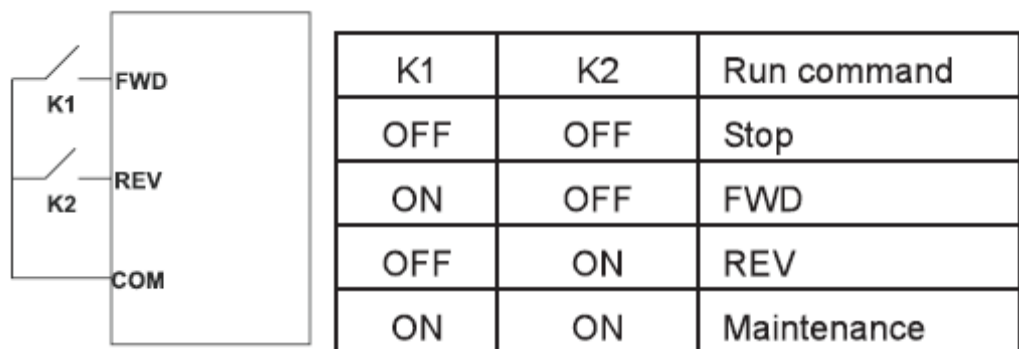 FWD
K1
REV
K2
COM
K1 K2 Run command
OFF OFF Stop
ON OFF FWD
OFF ON REV
ON ON Maintenance